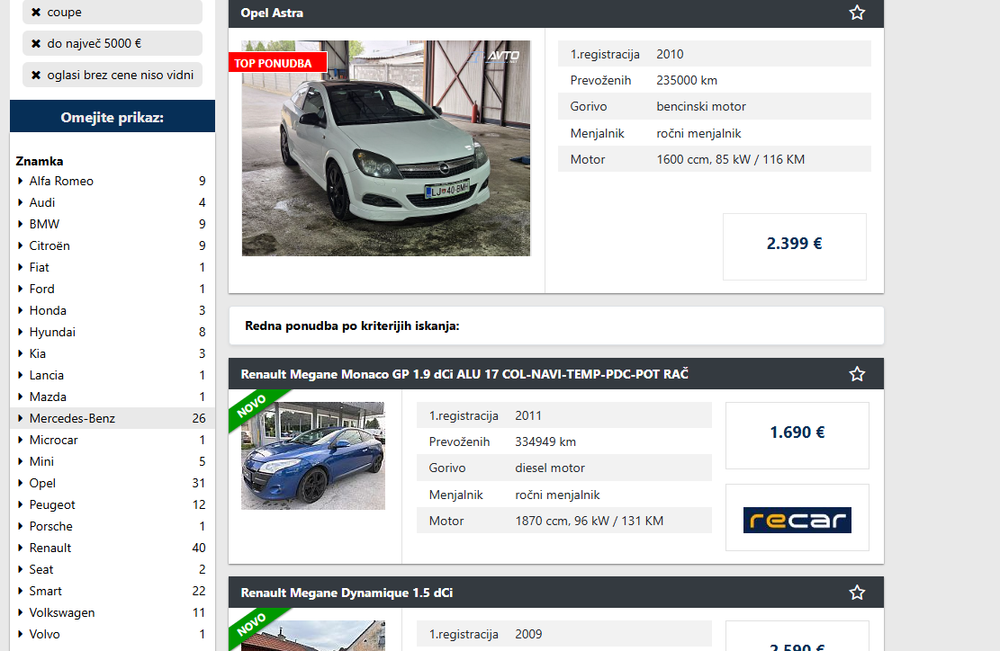 coupe
do največ 5000 €
oglasi brez cene niso vidni
Omejite prikaz:
Znamka
Alfa Romeo 9
Audi 4
BMW 9
Citroën 9
Fiat 1
Ford 1
Honda 3
Hyundai 8
Kia 3
Lancia 1
Mazda 1
Mercedes-Benz 26
Microcar 1
Mini 5
Opel 31
Peugeot 12
Porsche 1
Renault 40
Seat 2
Smart 22
Volkswagen 11
Volvo 1
Opel Astra
TOP PONUDBA
AVTO
LJ 40-BMH
1.registracija 2010
Prevoženih 235000 km
Gorivo bencinski motor
Menjalnik ročni menjalnik
Motor 1600 ccm, 85 kW / 116 KM
2.399 €
Redna ponudba po kriterijih iskanja:
Renault Megane Monaco GP 1.9 dCi ALU 17 COL-NAVI-TEMP-PDC-POT RAČ
NOVO
1.registracija 2011
Prevoženih 334949 km
Gorivo diesel motor
Menjalnik ročni menjalnik
Motor 1870 ccm, 96 kW / 131 KM
1.690 €
recar
Renault Megane Dynamique 1.5 dCi
NOVO
1.registracija 2009
2.590 €